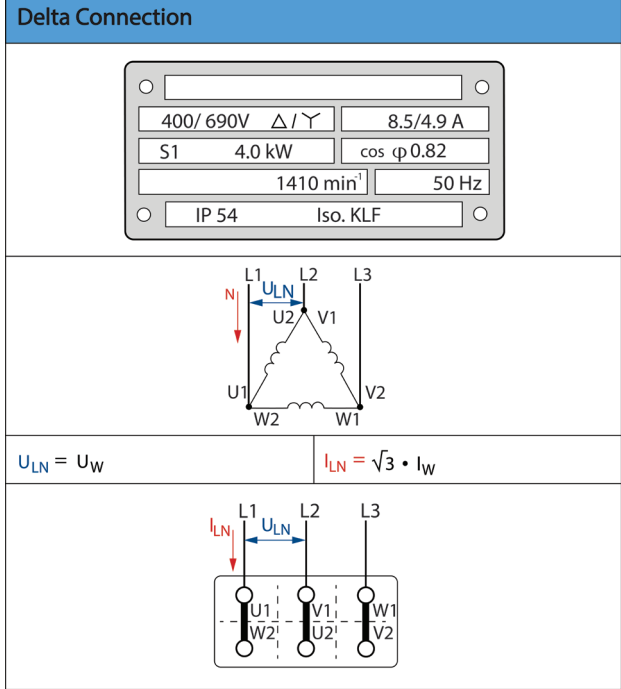 Delta Connection
400/690V △/Y 8.5/4.9 A
S1 4.0 kW cos φ 0.82
1410 min⁻¹ 50 Hz
IP 54 Iso. KLF
L1 L2 L3
N ULN
U2 V1
U1 V2
W2 W1
ULN = UW ILN = √3 • IW
L1 L2 L3
ILN ULN
U1 V1 W1
W2 U2 V2